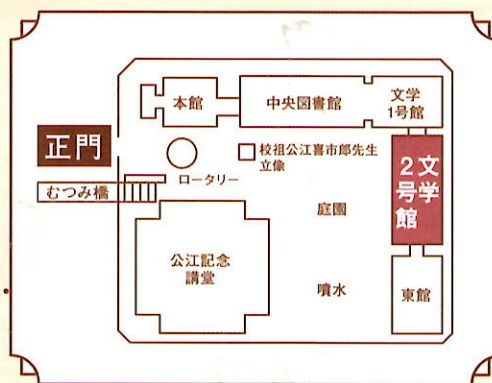 本館
中央図書館
文学
1号館
正門
校祖公江喜市郎先生
立像
ロータリー
むつみ橋
文学
2号館
庭園
公江記念
講堂
噴水
東館